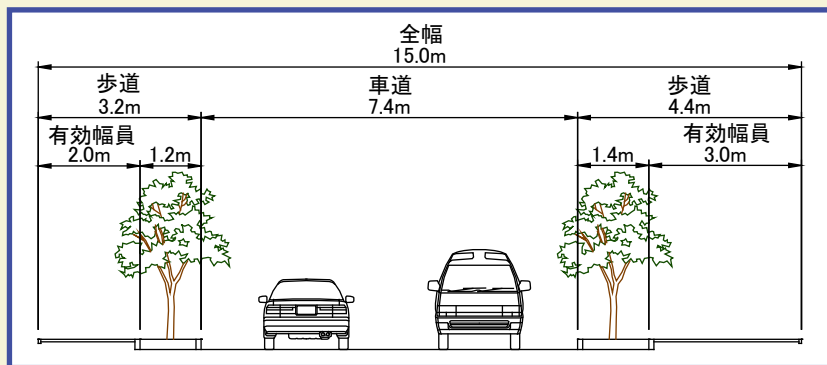 全幅
15.0m
歩道
3.2m
車道
7.4m
歩道
4.4m
有効幅員
2.0m
1.2m
1.4m
有効幅員
3.0m